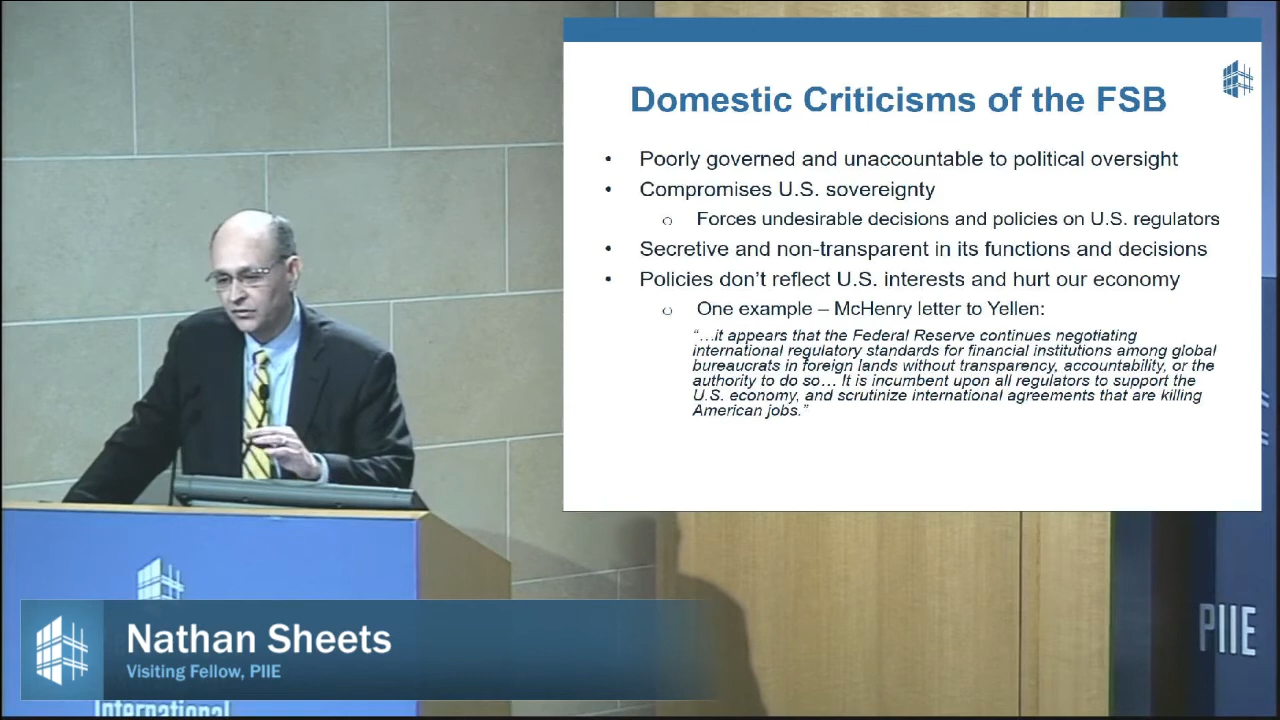 Domestic Criticisms of the FSB
• Poorly governed and unaccountable to political oversight
• Compromises U.S. sovereignty
o Forces undesirable decisions and policies on U.S. regulators
• Secretive and non-transparent in its functions and decisions
• Policies don't reflect U.S. interests and hurt our economy
o One example – McHenry letter to Yellen:
“…it appears that the Federal Reserve continues negotiating
international regulatory standards for financial institutions among global
bureaucrats in foreign lands without transparency, accountability, or the
authority to do so… It is incumbent upon all regulators to support the
U.S. economy, and scrutinize international agreements that are killing
American jobs.”
PIIE
Nathan Sheets
Visiting Fellow, PIIE
International